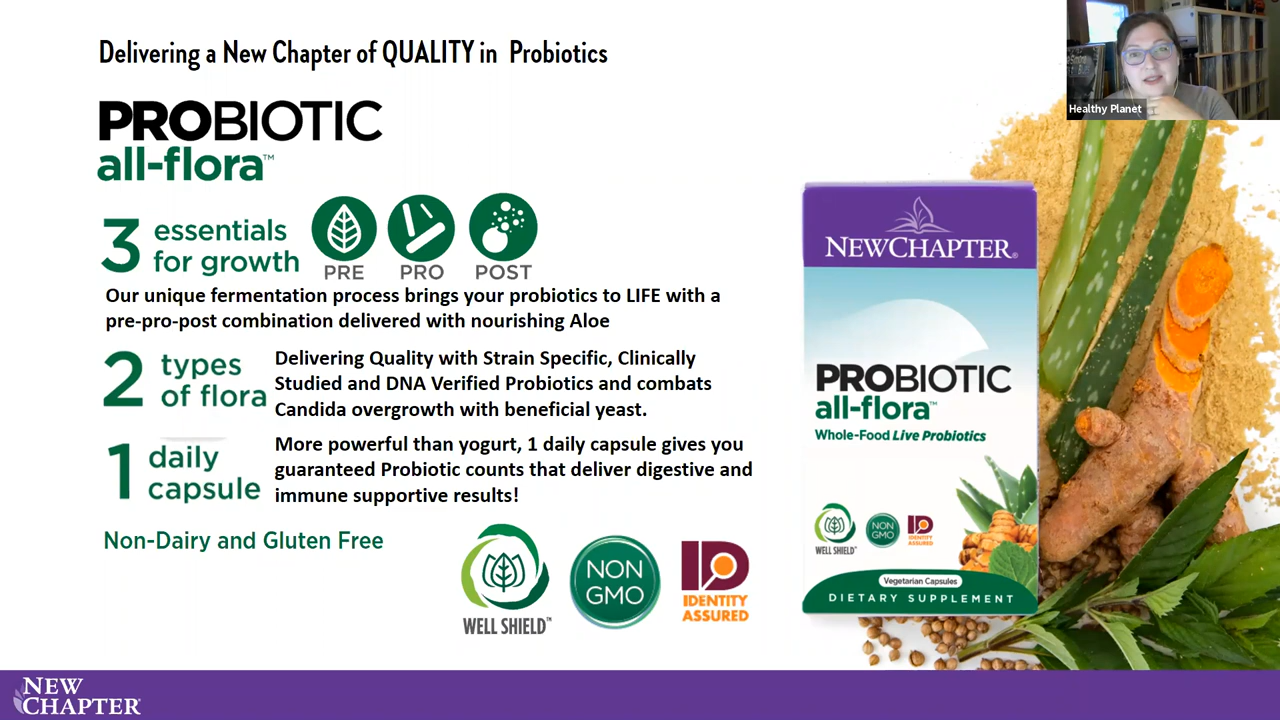 Delivering a New Chapter of QUALITY in Probiotics
PROBIOTIC
all-flora™
3 essentials
for growth
PRE PRO POST
Our unique fermentation process brings your probiotics to LIFE with a
pre-pro-post combination delivered with nourishing Aloe
2 types
of flora
Delivering Quality with Strain Specific, Clinically
Studied and DNA Verified Probiotics and combats
Candida overgrowth with beneficial yeast.
1 daily
capsule
More powerful than yogurt, 1 daily capsule gives you
guaranteed Probiotic counts that deliver digestive and
immune supportive results!
Non-Dairy and Gluten Free
WELL SHIELD™
NON
GMO
ID
IDENTITY
ASSURED
Healthy Planet
NEWCHAPTER®
PROBIOTIC
all-flora™
Whole-Food Live Probiotics
WELL SHIELD™
NON
GMO
ID
IDENTITY
ASSURED
Vegetarian Capsules
DIETARY SUPPLEMENT
NEW
CHAPTER®